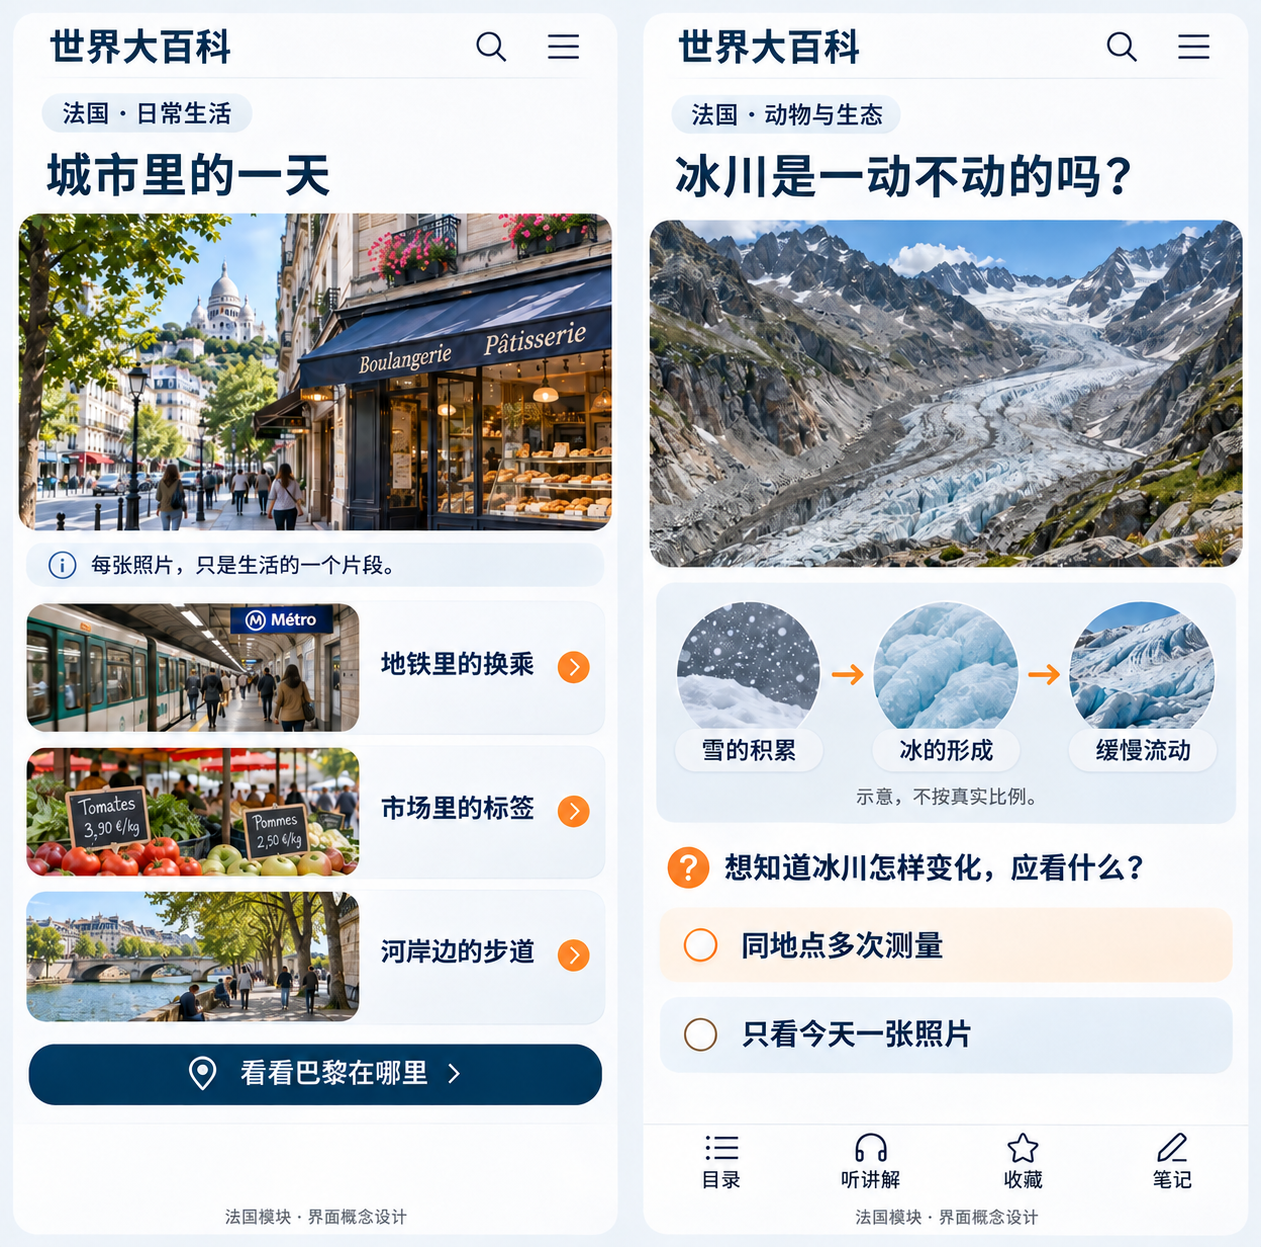 世界大百科
法国 · 日常生活
城市里的一天
Boulangerie Pâtisserie
ⓘ 每张照片，只是生活的一个片段。
M Métro
地铁里的换乘
Tomates
3,90 €/kg
Pommes
2,50 €/kg
市场里的标签
河岸边的步道
看看巴黎在哪里
法国模块 · 界面概念设计
世界大百科
法国 · 动物与生态
冰川是一动不动的吗？
雪的积累
冰的形成
缓慢流动
示意，不按真实比例。
? 想知道冰川怎样变化，应看什么？
同地点多次测量
只看今天一张照片
目录
听讲解
收藏
笔记
法国模块 · 界面概念设计